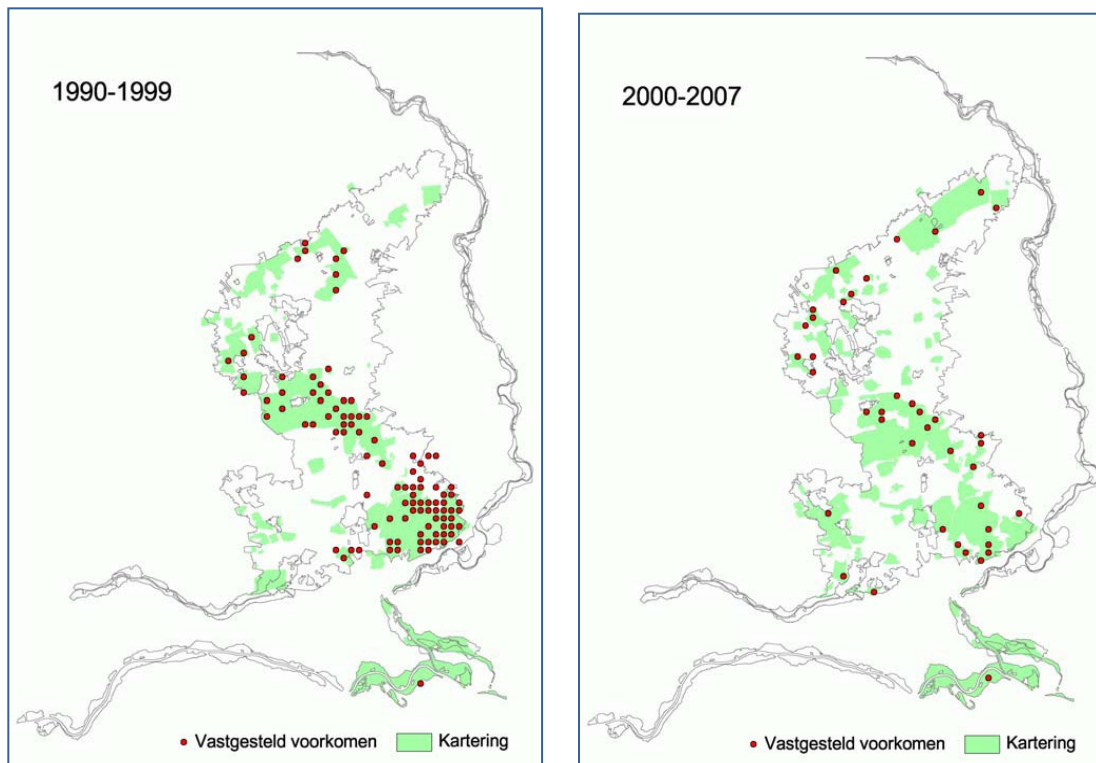 1990-1999
Vastgesteld voorkomen
Kartering
2000-2007
Vastgesteld voorkomen
Kartering